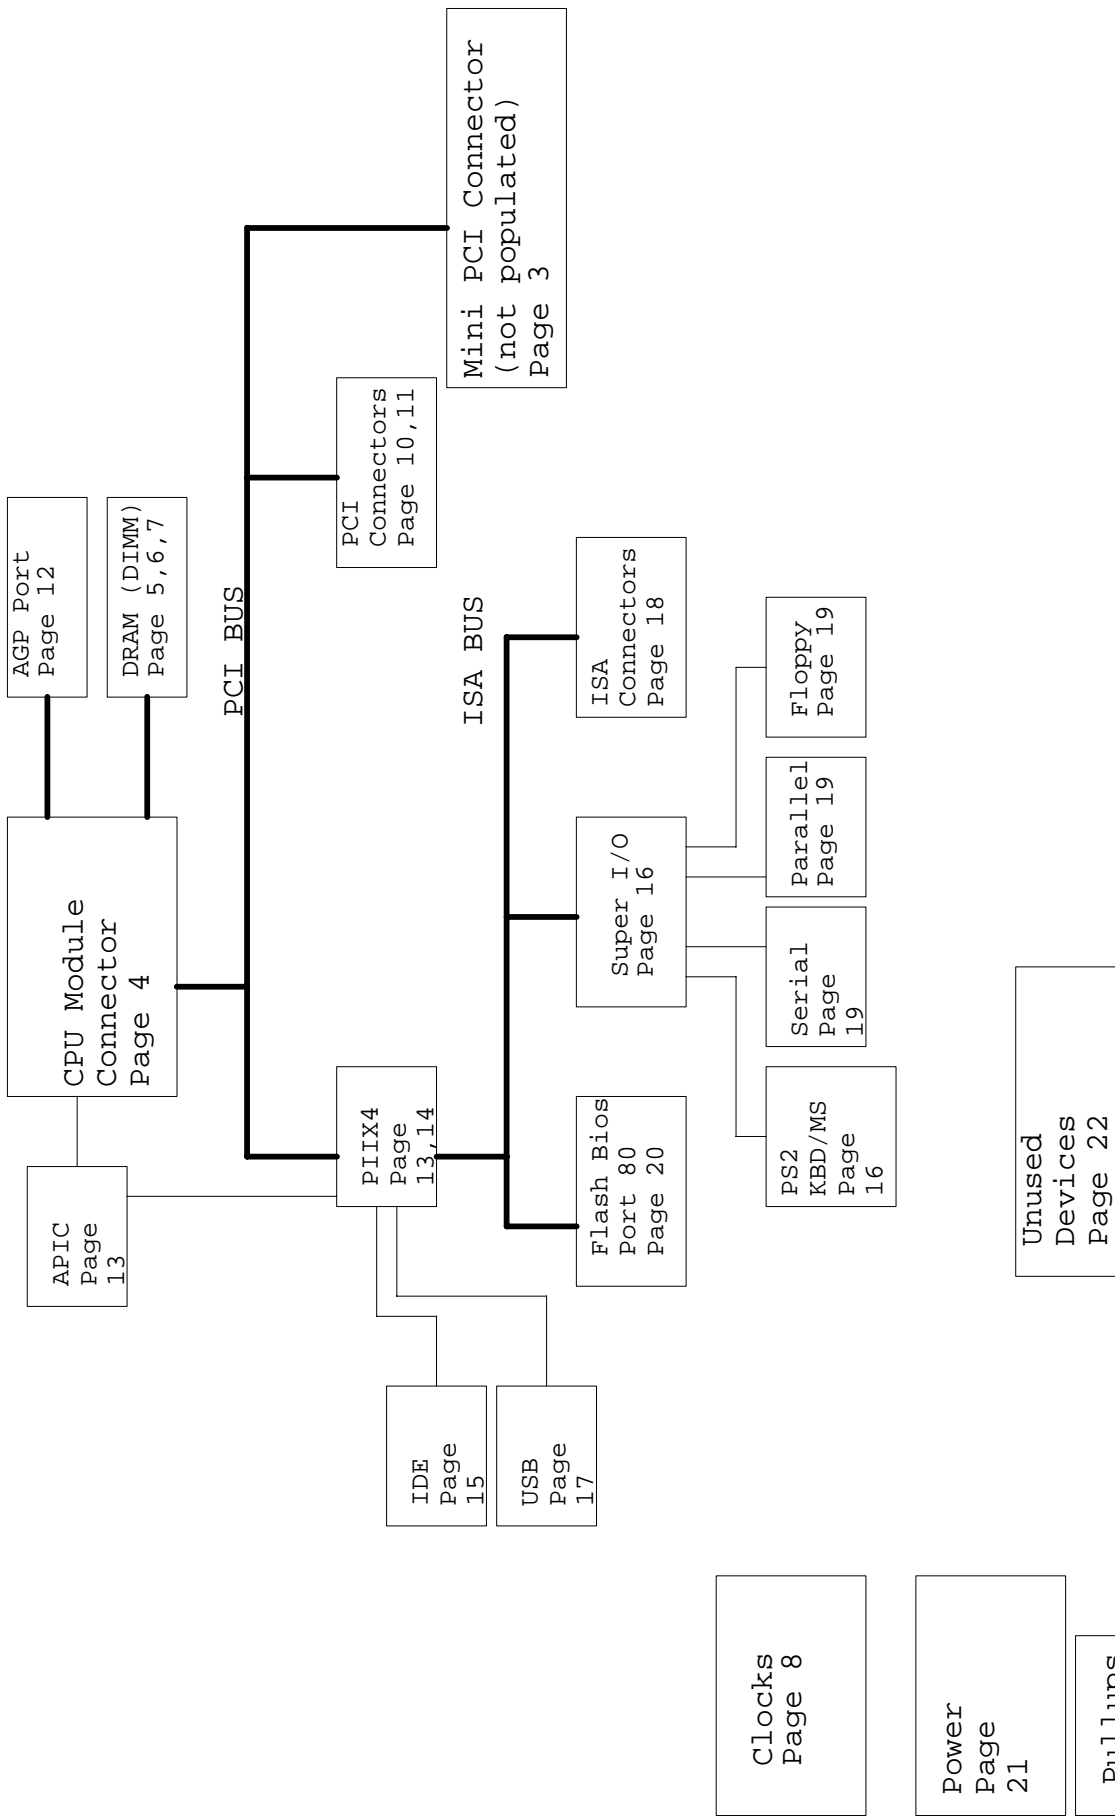 AGP Port
Page 12
DRAM (DIMM)
Page 5,6,7
CPU Module
Connector
Page 4
APIC
Page
13
PCI BUS
PIIX4
Page
13,14
PCI
Connectors
Page 10,11
Mini PCI Connector
(not populated)
Page 3
IDE
Page
15
USB
Page
17
ISA BUS
Flash Bios
Port 80
Page 20
Super I/O
Page 16
ISA
Connectors
Page 18
PS2
KBD/MS
Page
16
Serial
Page
19
Parallel
Page 19
Floppy
Page 19
Clocks
Page 8
Power
Page
21
Unused
Devices
Page 22